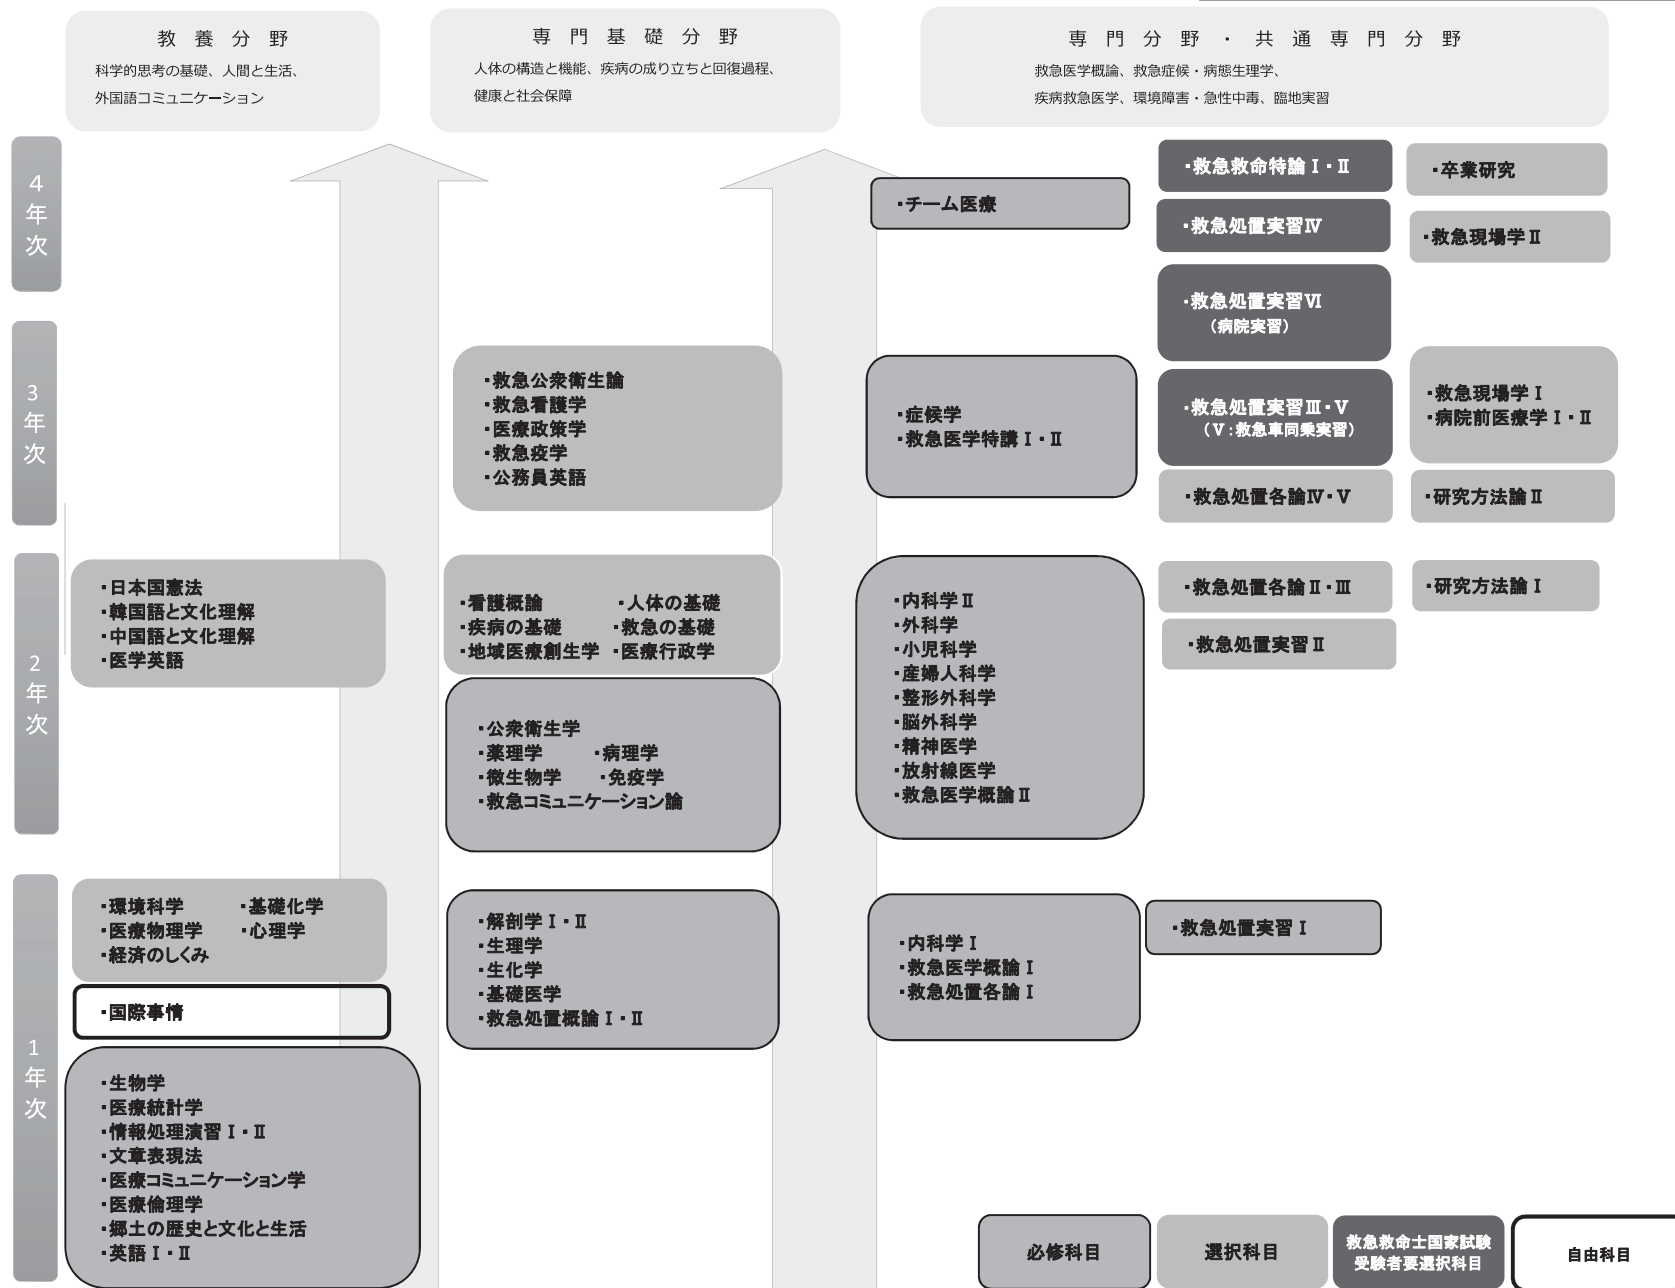 教養分野
科学的思考の基礎、人間と生活、
外国語コミュニケーション
専門基礎分野
人体の構造と機能、疾病の成り立ちと回復過程、
健康と社会保障
専門分野・共通専門分野
救急医学概論、救急症候・病態生理学、
疾病救急医学、環境障害・急性中毒、臨地実習
4年次
・チーム医療
・救急救命特論Ⅰ・Ⅱ
・卒業研究
・救急処置実習Ⅳ
・救急現場学Ⅱ
・救急処置実習Ⅵ
（病院実習）
3年次
・救急公衆衛生論
・救急看護学
・医療政策学
・救急疫学
・公務員英語
・症候学
・救急医学特講Ⅰ・Ⅱ
・救急処置実習Ⅲ・Ⅴ
（Ⅴ：救急車同乗実習）
・救急現場学Ⅰ
・病院前医療学Ⅰ・Ⅱ
・救急処置各論Ⅳ・Ⅴ
・研究方法論Ⅱ
2年次
・日本国憲法
・韓国語と文化理解
・中国語と文化理解
・医学英語
・看護概論 ・人体の基礎
・疾病の基礎 ・救急の基礎
・地域医療創生学 ・医療行政学
・公衆衛生学
・薬理学 ・病理学
・微生物学 ・免疫学
・救急コミュニケーション論
・内科学Ⅱ
・外科学
・小児科学
・産婦人科学
・整形外科学
・脳外科学
・精神医学
・放射線医学
・救急医学概論Ⅱ
・救急処置各論Ⅱ・Ⅲ
・研究方法論Ⅰ
・救急処置実習Ⅱ
1年次
・環境科学 ・基礎化学
・医療物理学 ・心理学
・経済のしくみ
・国際事情
・生物学
・医療統計学
・情報処理演習Ⅰ・Ⅱ
・文章表現法
・医療コミュニケーション学
・医療倫理学
・郷土の歴史と文化と生活
・英語Ⅰ・Ⅱ
・解剖学Ⅰ・Ⅱ
・生理学
・生化学
・基礎医学
・救急処置概論Ⅰ・Ⅱ
・内科学Ⅰ
・救急医学概論Ⅰ
・救急処置各論Ⅰ
・救急処置実習Ⅰ
必修科目
選択科目
救急救命士国家試験
受験者要選択科目
自由科目